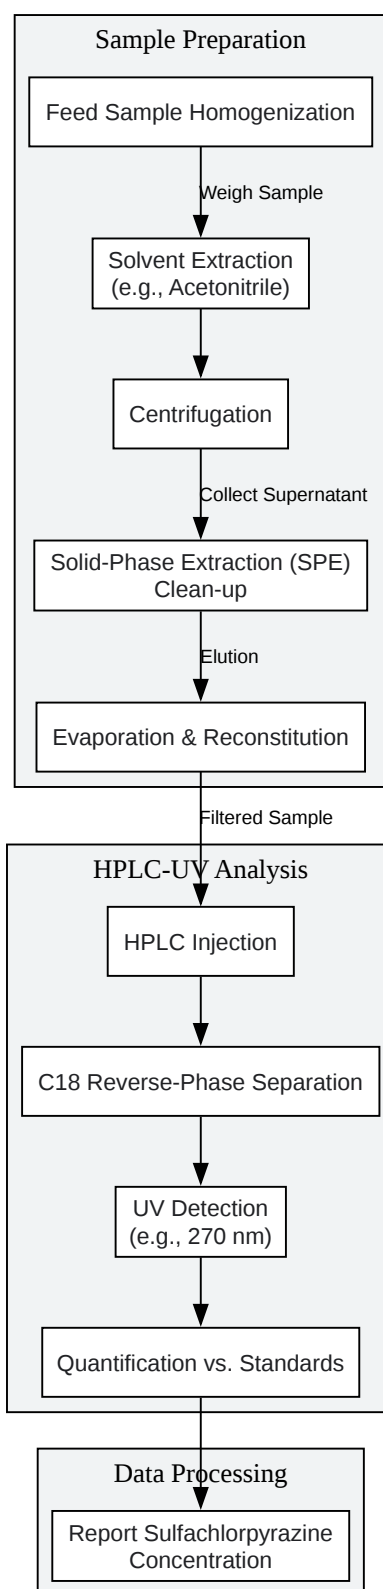 Sample Preparation
Feed Sample Homogenization
Weigh Sample
Solvent Extraction
(e.g., Acetonitrile)
Centrifugation
Collect Supernatant
Solid-Phase Extraction (SPE)
Clean-up
Elution
Evaporation & Reconstitution
Filtered Sample
HPLC-UV Analysis
HPLC Injection
C18 Reverse-Phase Separation
UV Detection
(e.g., 270 nm)
Quantification vs. Standards
Data Processing
Report Sulfachlorpyrazine
Concentration